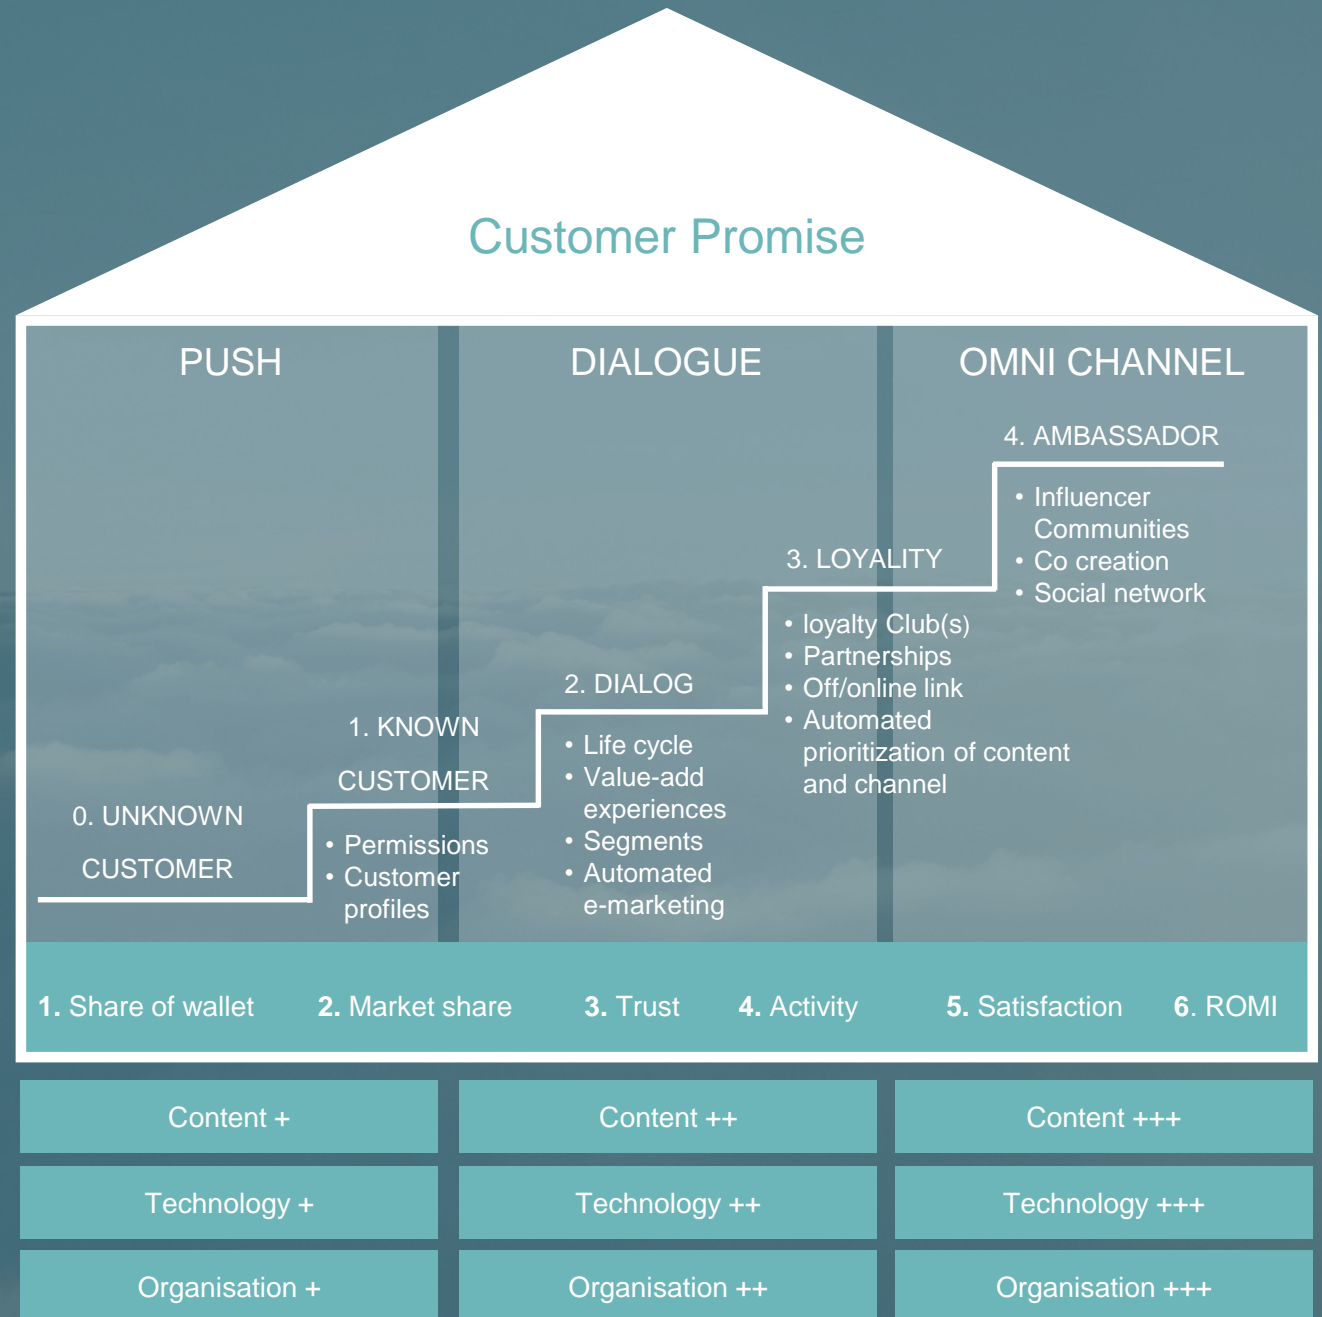 Customer Promise
PUSH
DIALOGUE
OMNI CHANNEL
0. UNKNOWN
CUSTOMER
1. KNOWN
CUSTOMER
• Permissions
• Customer
profiles
2. DIALOG
• Life cycle
• Value-add
experiences
• Segments
• Automated
e-marketing
3. LOYALITY
• loyalty Club(s)
• Partnerships
• Off/online link
• Automated
prioritization of content
and channel
4. AMBASSADOR
• Influencer
Communities
• Co creation
• Social network
1. Share of wallet
2. Market share
3. Trust
4. Activity
5. Satisfaction
6. ROMI
Content +
Content ++
Content +++
Technology +
Technology ++
Technology +++
Organisation +
Organisation ++
Organisation +++